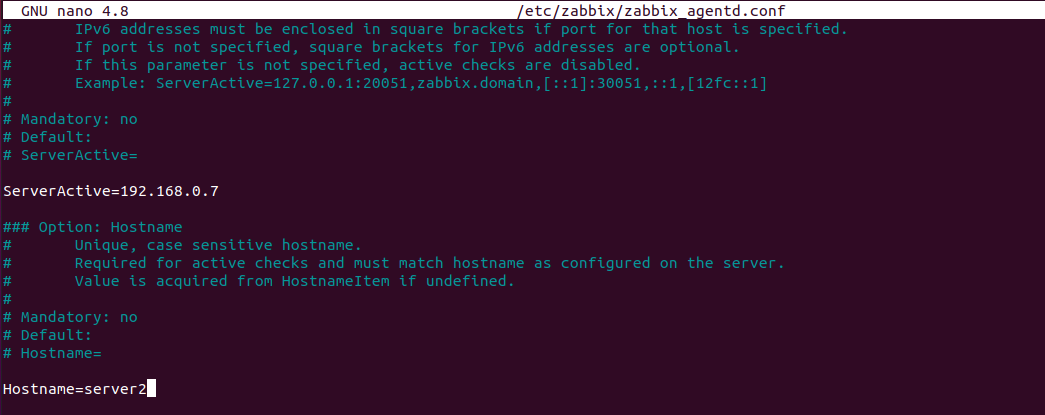 GNU nano 4.8 /etc/zabbix/zabbix_agentd.conf
# IPv6 addresses must be enclosed in square brackets if port for that host is specified.
# If port is not specified, square brackets for IPv6 addresses are optional.
# If this parameter is not specified, active checks are disabled.
# Example: ServerActive=127.0.0.1:20051,zabbix.domain,[::1]:30051,::1,[12fc::1]
#
# Mandatory: no
# Default:
# ServerActive=
ServerActive=192.168.0.7
### Option: Hostname
# Unique, case sensitive hostname.
# Required for active checks and must match hostname as configured on the server.
# Value is acquired from HostnameItem if undefined.
#
# Mandatory: no
# Default:
# Hostname=
Hostname=server2